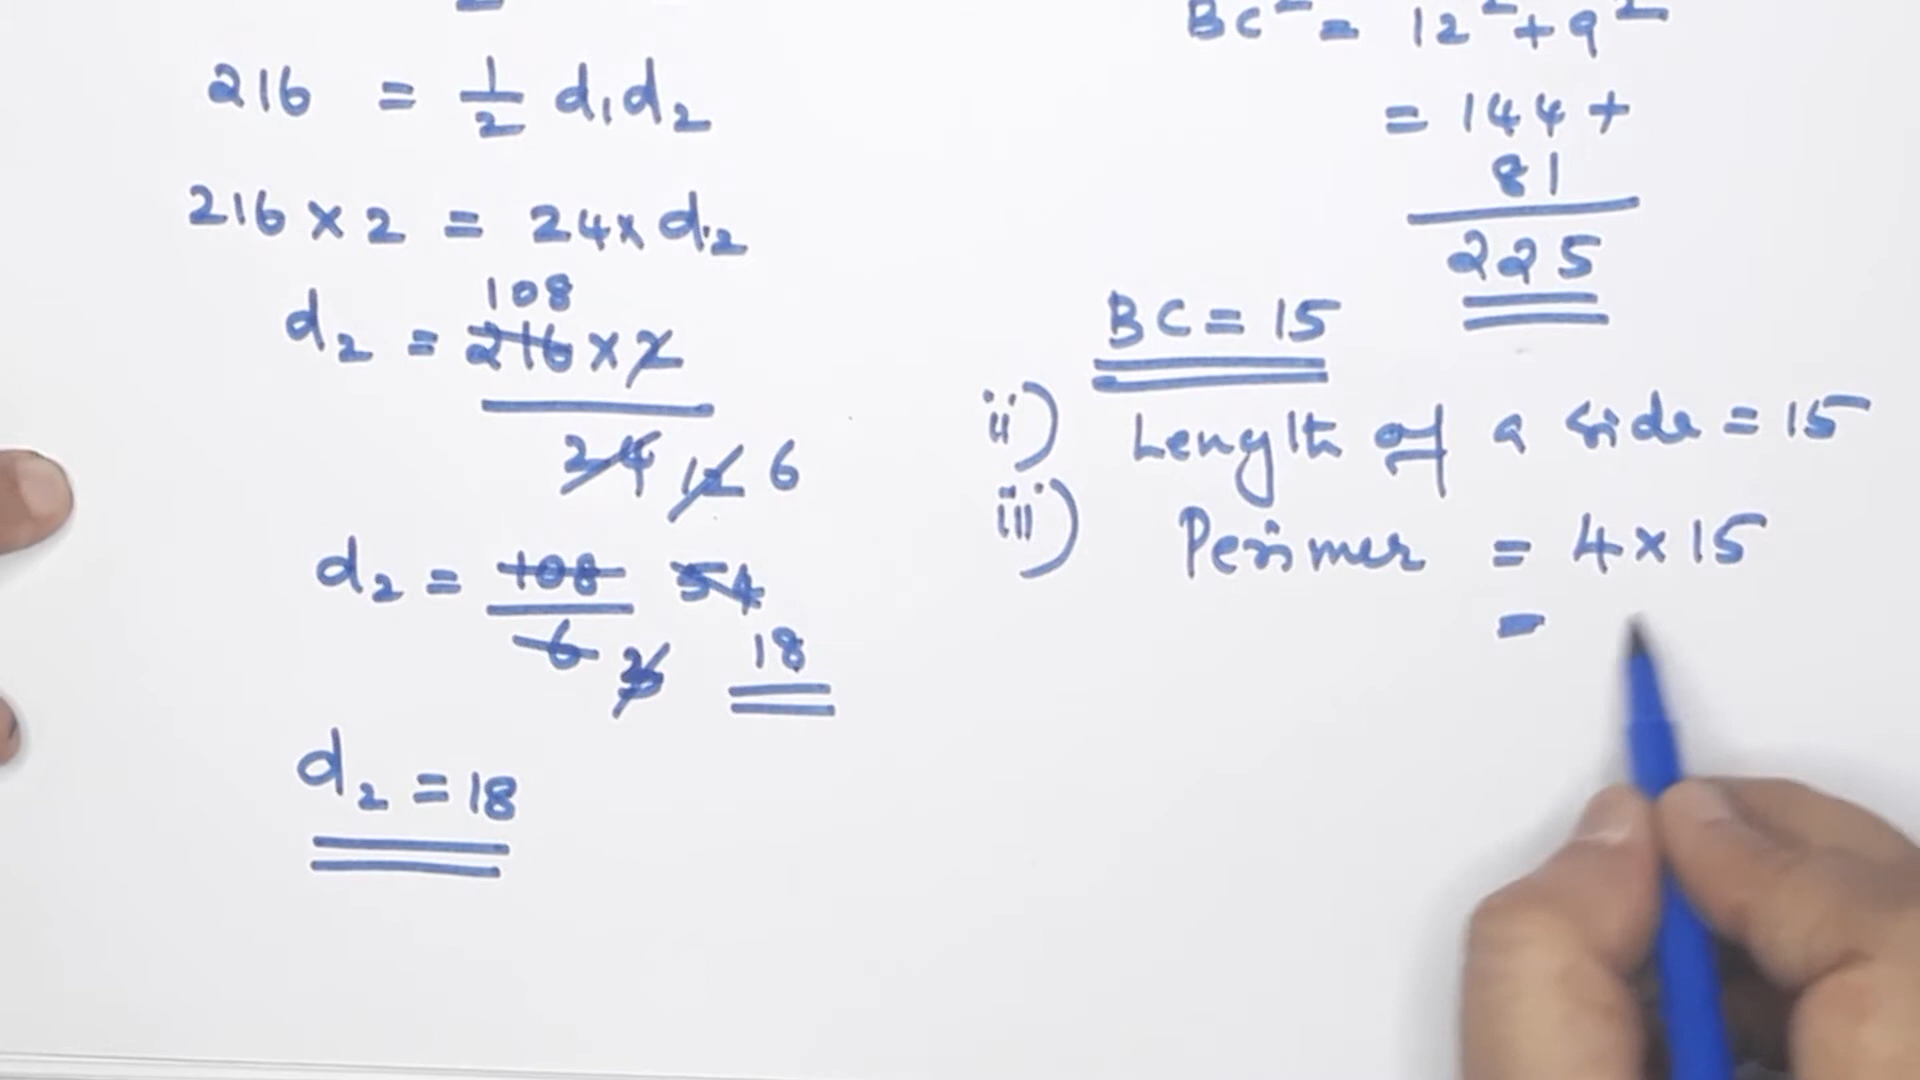 216 = 1/2 d₁d₂
216 × 2 = 24 × d₂
108
d₂ = 216 × 2
24 12 6
d₂ = 108 54
6 3 18
d₂ = 18
BC² = 12² + 9²
= 144 +
81
225
BC = 15
ii) Length of a side = 15
iii) Perimer = 4 × 15
=